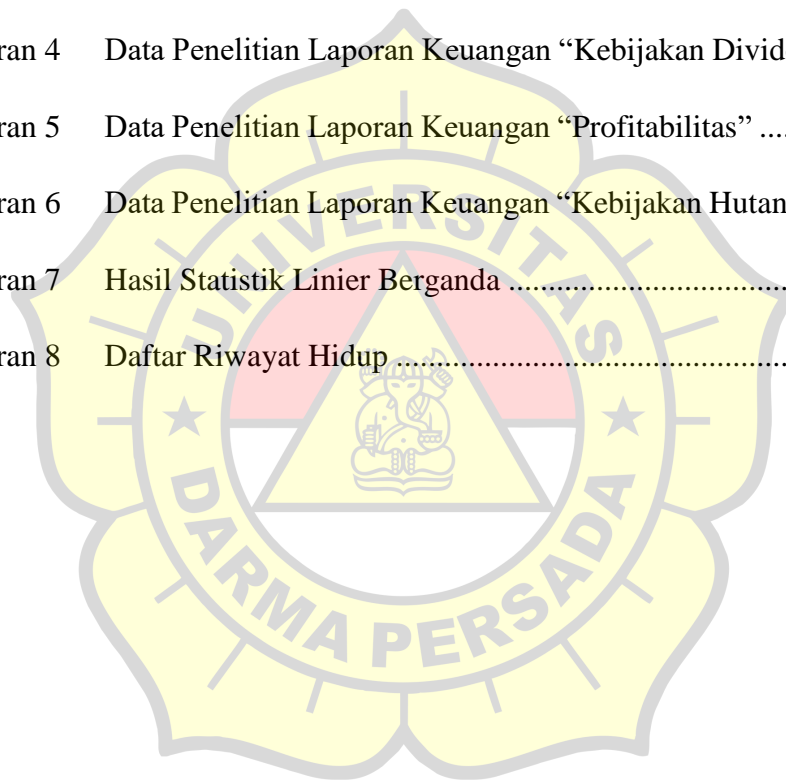 ran 4 Data Penelitian Laporan Keuangan “Kebijakan Divid
ran 5 Data Penelitian Laporan Keuangan “Profitabilitas” ....
ran 6 Data Penelitian Laporan Keuangan “Kebijakan Hutan
ran 7 Hasil Statistik Linier Berganda ...................................
ran 8 Daftar Riwayat Hidup .................................................
UNIVERSITAS
DARMA PERSADA